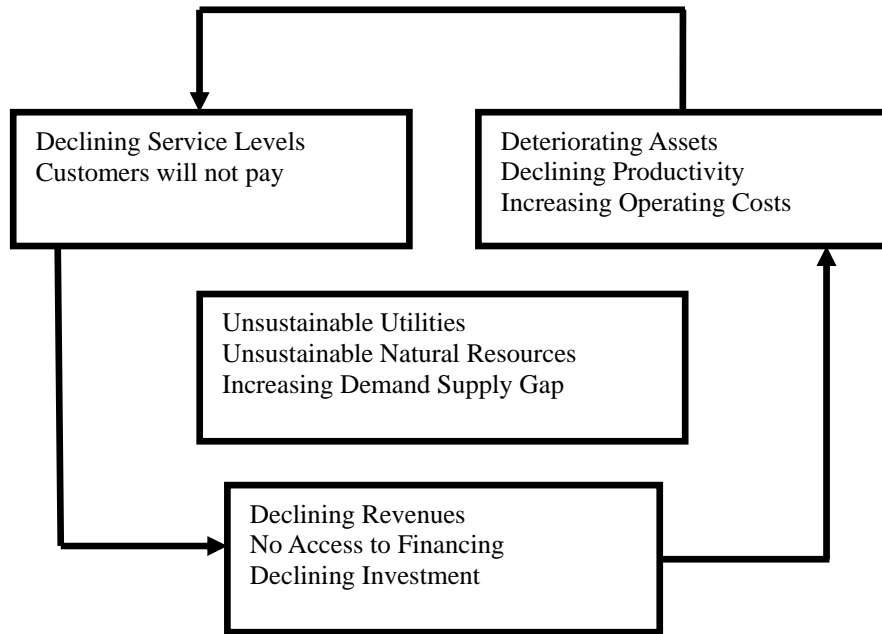 Declining Service Levels
Customers will not pay
Deteriorating Assets
Declining Productivity
Increasing Operating Costs
Unsustainable Utilities
Unsustainable Natural Resources
Increasing Demand Supply Gap
Declining Revenues
No Access to Financing
Declining Investment